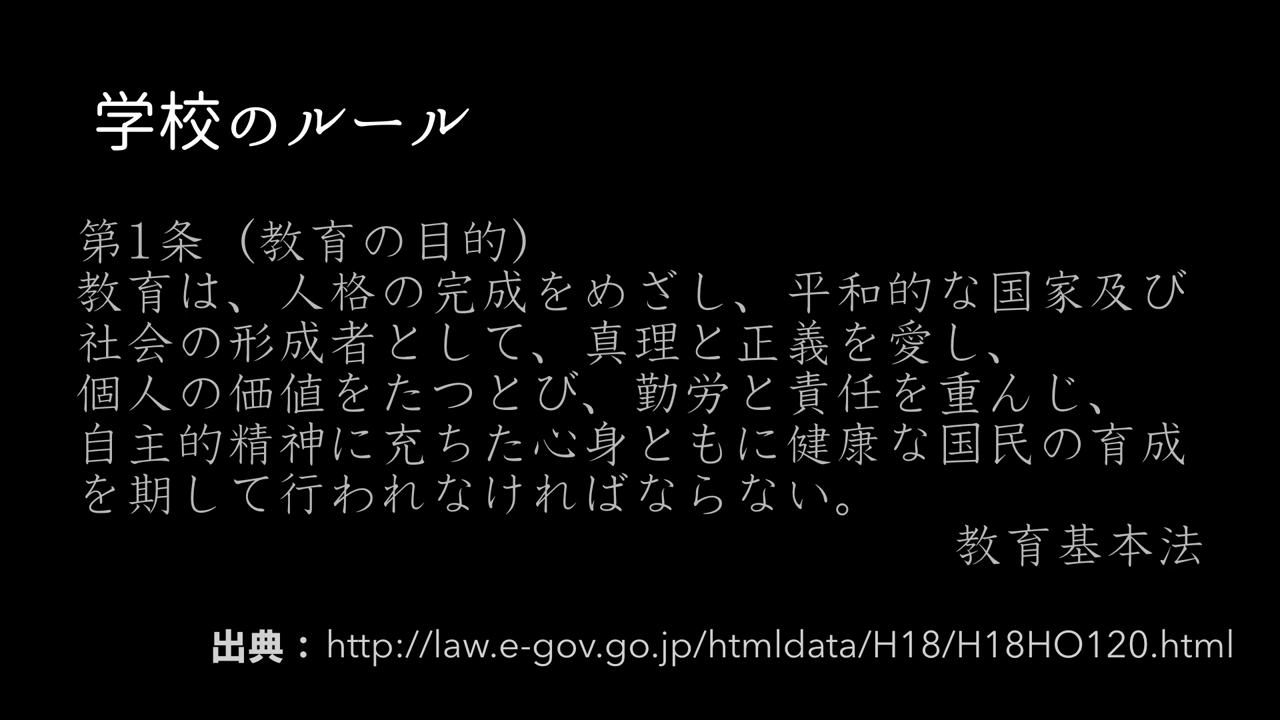 学校のルール
第1条（教育の目的）
教育は、人格の完成をめざし、平和的な国家及び
社会の形成者として、真理と正義を愛し、
個人の価値をたつとび、勤労と責任を重んじ、
自主的精神に充ちた心身ともに健康な国民の育成
を期して行われなければならない。
教育基本法
出典：http://law.e-gov.go.jp/htmldata/H18/H18HO120.html